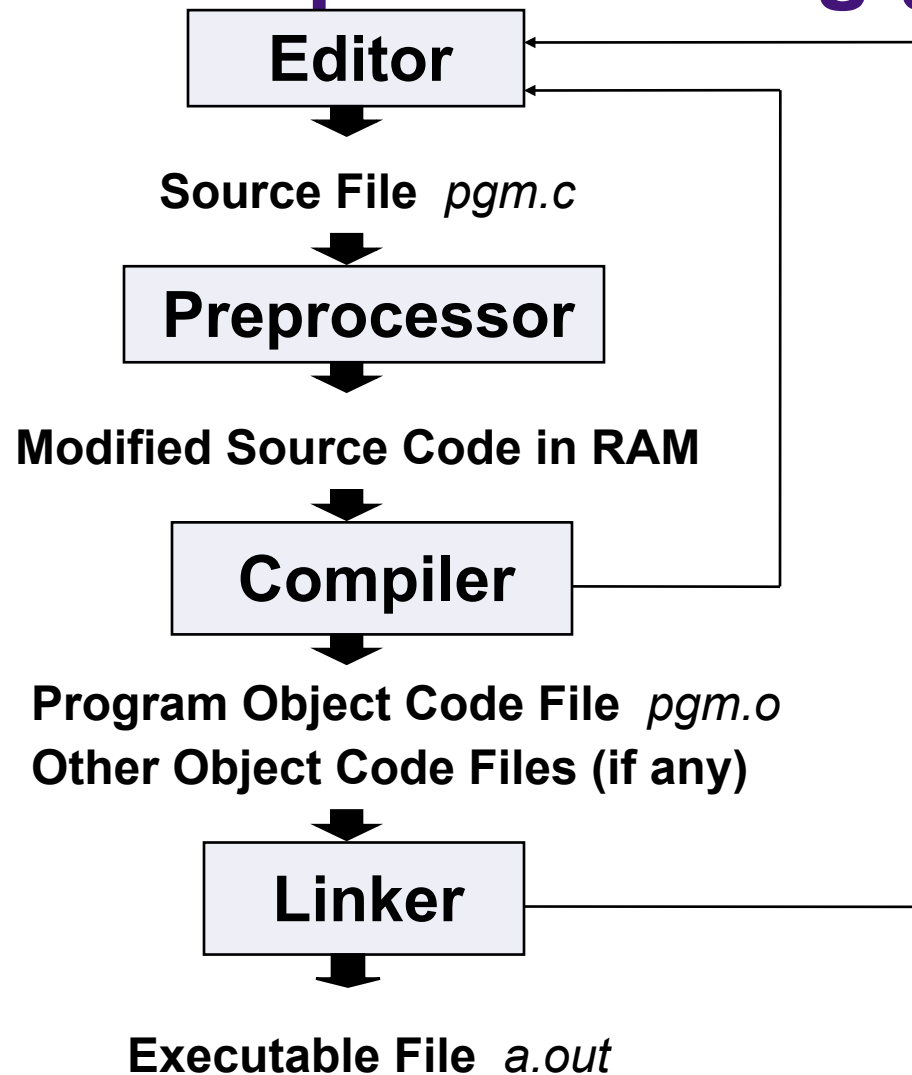 Editor
Source File pgm.c
Preprocessor
Modified Source Code in RAM
Compiler
Program Object Code File pgm.o
Other Object Code Files (if any)
Linker
Executable File a.out